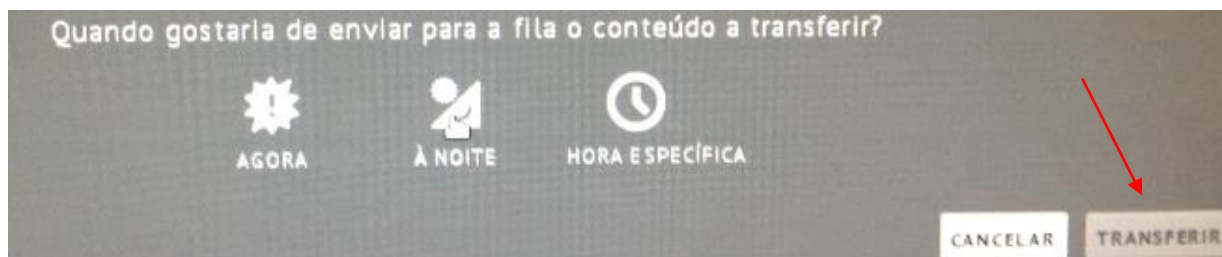 Quando gostaria de enviar para a fila o conteúdo a transferir?
AGORA
À NOITE
HORA ESPECÍFICA
CANCELAR
TRANSFERIR